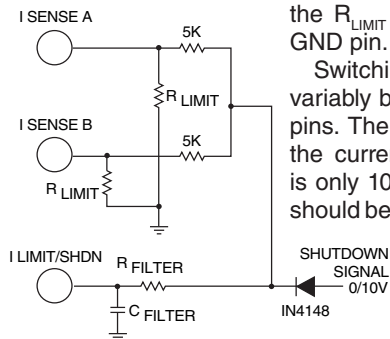 I SENSE A
5K
R LIMIT
I SENSE B
5K
R LIMIT
I LIMIT/SHDN
R FILTER
C FILTER
SHUTDOWN
SIGNAL
0/10V
IN4148
the R LIMIT
GND pin.
Switchi
variably b
pins. The
the curre
is only 10
should be